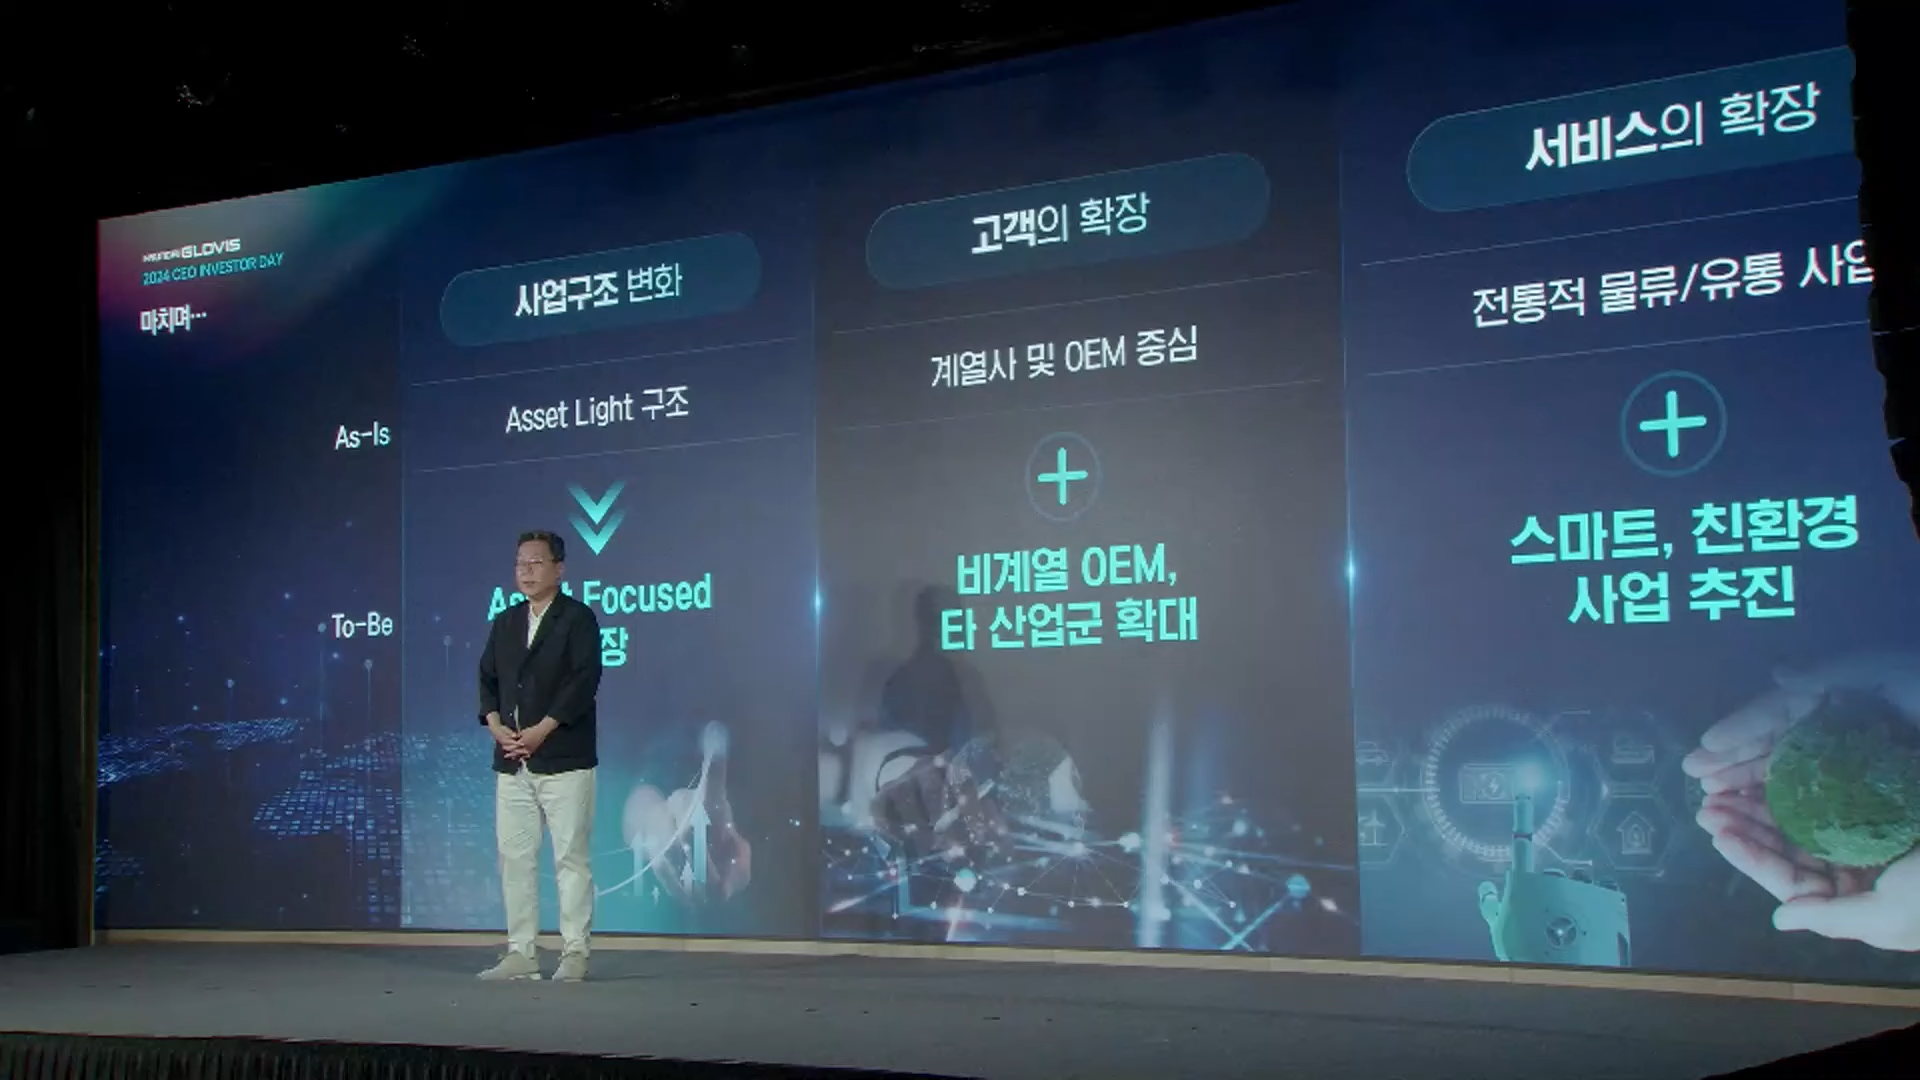 HYUNDAI GLOVIS
2024 CEO INVESTOR DAY
마치며…
As-Is
To-Be
사업구조 변화
Asset Light 구조
Focused
장
고객의 확장
계열사 및 OEM 중심
비계열 OEM,
타 산업군 확대
서비스의 확장
전통적 물류/유통
스마트, 친환경
사업 추진